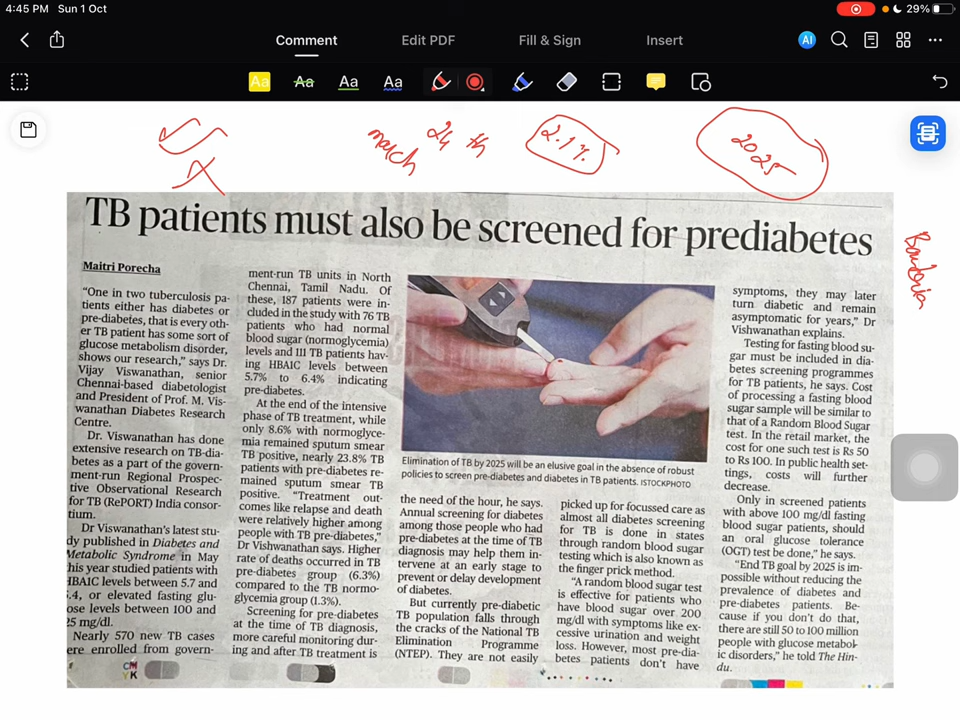 4:45 PM Sun 1 Oct
29%
Comment
Edit PDF
Fill & Sign
Insert
AI
Aa
Aa
Aa
Aa
march 24 th
2.1%
2025
Bacteria
TB patients must also be screened for prediabetes
Maitri Porecha
“One in two tuberculosis pa-
tients either has diabetes or
pre-diabetes, that is every oth-
er TB patient has some sort of
glucose metabolism disorder,
shows our research,” says Dr.
Vijay Viswanathan, senior
Chennai-based diabetologist
and President of Prof. M. Vis-
wanathan Diabetes Research
Centre.
Dr. Viswanathan has done
extensive research on TB-dia-
betes as a part of the govern-
ment-run Regional Prospec-
tive Observational Research
for TB (RePORT) India consor-
tium.
Dr Viswanathan's latest stu-
dy published in Diabetes and
Metabolic Syndrome in May
this year studied patients with
HBAIC levels between 5.7 and
.4, or elevated fasting glu-
ose levels between 100 and
25 mg/dl.
Nearly 570 new TB cases
ere enrolled from govern-
ment-run TB units in North
Chennai, Tamil Nadu. Of
these, 187 patients were in-
cluded in the study with 76 TB
patients who had normal
blood sugar (normoglycemia)
levels and 111 TB patients hav-
ing HBAIC levels between
5.7% to 6.4% indicating
pre-diabetes.
At the end of the intensive
phase of TB treatment, while
only 8.6% with normoglyce-
mia remained sputum smear
TB positive, nearly 23.8% TB
patients with pre-diabetes re-
mained sputum smear TB
positive. “Treatment out-
comes like relapse and death
were relatively higher among
people with TB pre-diabetes,”
Dr Vishwanathan says. Higher
rate of deaths occurred in TB
pre-diabetes group (6.3%)
compared to the TB normo-
glycemia group (1.3%).
Screening for pre-diabetes
at the time of TB diagnosis,
more careful monitoring dur-
ing and after TB treatment is
Elimination of TB by 2025 will be an elusive goal in the absence of robust
policies to screen pre-diabetes and diabetes in TB patients. ISTOCKPHOTO
the need of the hour, he says.
Annual screening for diabetes
among those people who had
pre-diabetes at the time of TB
diagnosis may help them in-
tervene at an early stage to
prevent or delay development
of diabetes.
But currently pre-diabetic
TB population falls through
the cracks of the National TB
Elimination Programme
(NTEP). They are not easily
picked up for focussed care as
almost all diabetes screening
for TB is done in states
through random blood sugar
testing which is also known as
the finger prick method.
“A random blood sugar test
is effective for patients who
have blood sugar over 200
mg/dl with symptoms like ex-
cessive urination and weight
loss. However, most pre-dia-
betes patients don't have
symptoms, they may later
turn diabetic and remain
asymptomatic for years,” Dr
Vishwanathan explains.
Testing for fasting blood su-
gar must be included in dia-
betes screening programmes
for TB patients, he says. Cost
of processing a fasting blood
sugar sample will be similar to
that of a Random Blood Sugar
test. In the retail market, the
cost for one such test is Rs 50
to Rs 100. In public health set-
tings, costs will further
decrease.
Only in screened patients
with above 100 mg/dl fasting
blood sugar patients, should
an oral glucose tolerance
(OGT) test be done,” he says.
“End TB goal by 2025 is im-
possible without reducing the
prevalence of diabetes and
pre-diabetes patients. Be-
cause if you don't do that,
there are still 50 to 100 million
people with glucose metabol-
ic disorders,” he told The Hin-
du.
CM
YK